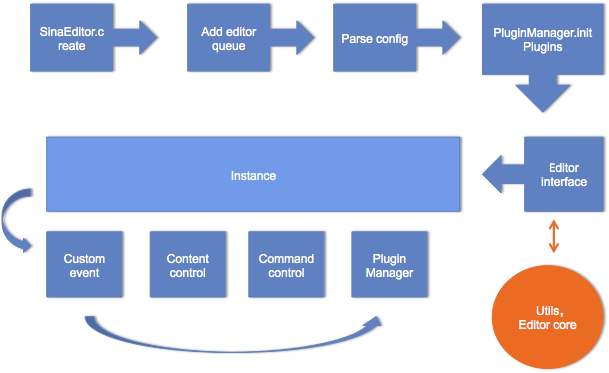 SinaEditor.c
reate
Add editor
queue
Parse config
PluginManager.init
Plugins
Instance
Editor
interface
Custom
event
Content
control
Command
control
Plugin
Manager
Utils,
Editor core